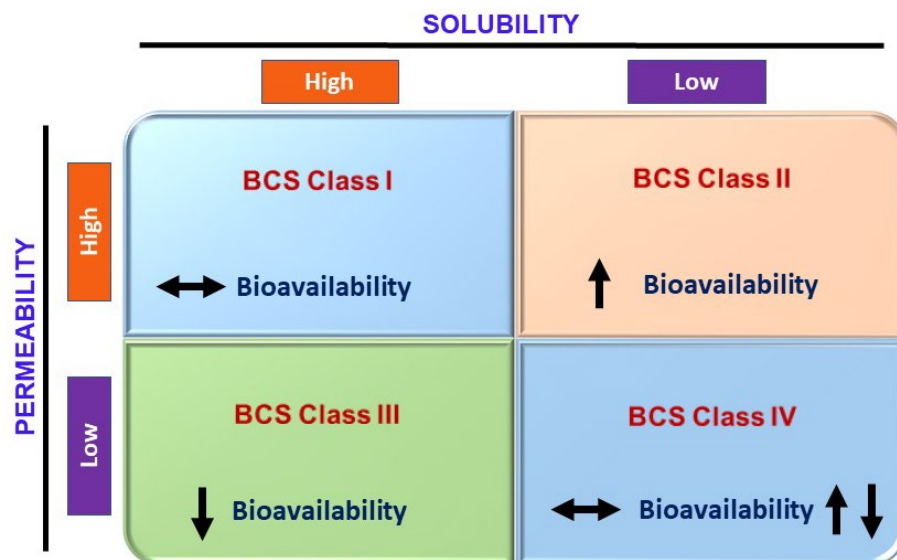 SOLUBILITY
High
Low
PERMEABILITY
High
Low
BCS Class I
Bioavailability
BCS Class II
Bioavailability
BCS Class III
Bioavailability
BCS Class IV
Bioavailability